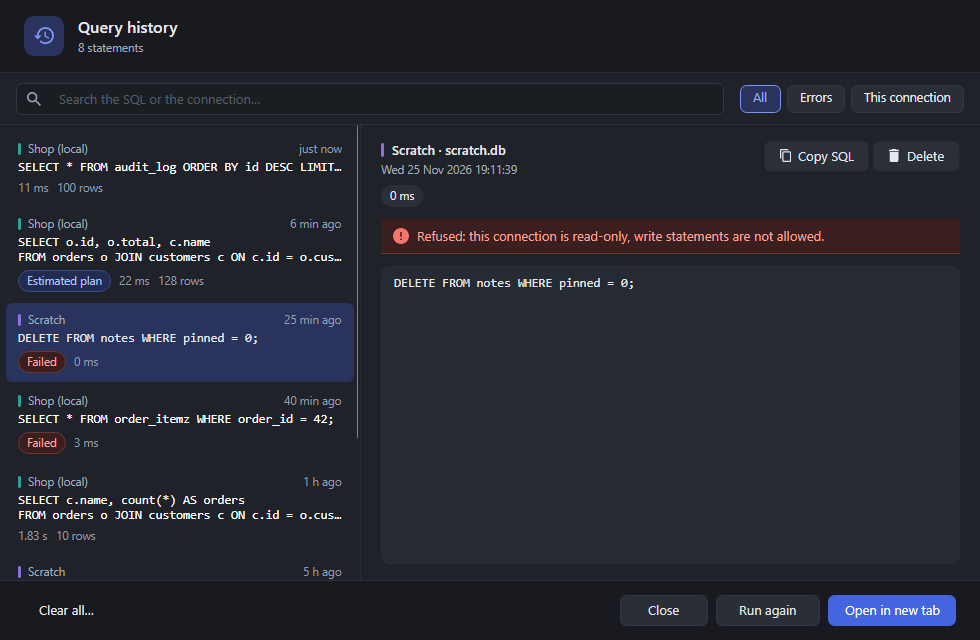 Query history
8 statements
Search the SQL or the connection...
All
Errors
This connection
Shop (local)
just now
SELECT * FROM audit_log ORDER BY id DESC LIMIT…
11 ms 100 rows
Shop (local)
6 min ago
SELECT o.id, o.total, c.name
FROM orders o JOIN customers c ON c.id = o.cus…
Estimated plan
22 ms 128 rows
Scratch
25 min ago
DELETE FROM notes WHERE pinned = 0;
Failed
0 ms
Shop (local)
40 min ago
SELECT * FROM order_itemz WHERE order_id = 42;
Failed
3 ms
Shop (local)
1 h ago
SELECT c.name, count(*) AS orders
FROM orders o JOIN customers c ON c.id = o.cus…
1.83 s 10 rows
Scratch
5 h ago
Scratch · scratch.db
Wed 25 Nov 2026 19:11:39
0 ms
Copy SQL
Delete
Refused: this connection is read-only, write statements are not allowed.
DELETE FROM notes WHERE pinned = 0;
Clear all...
Close
Run again
Open in new tab